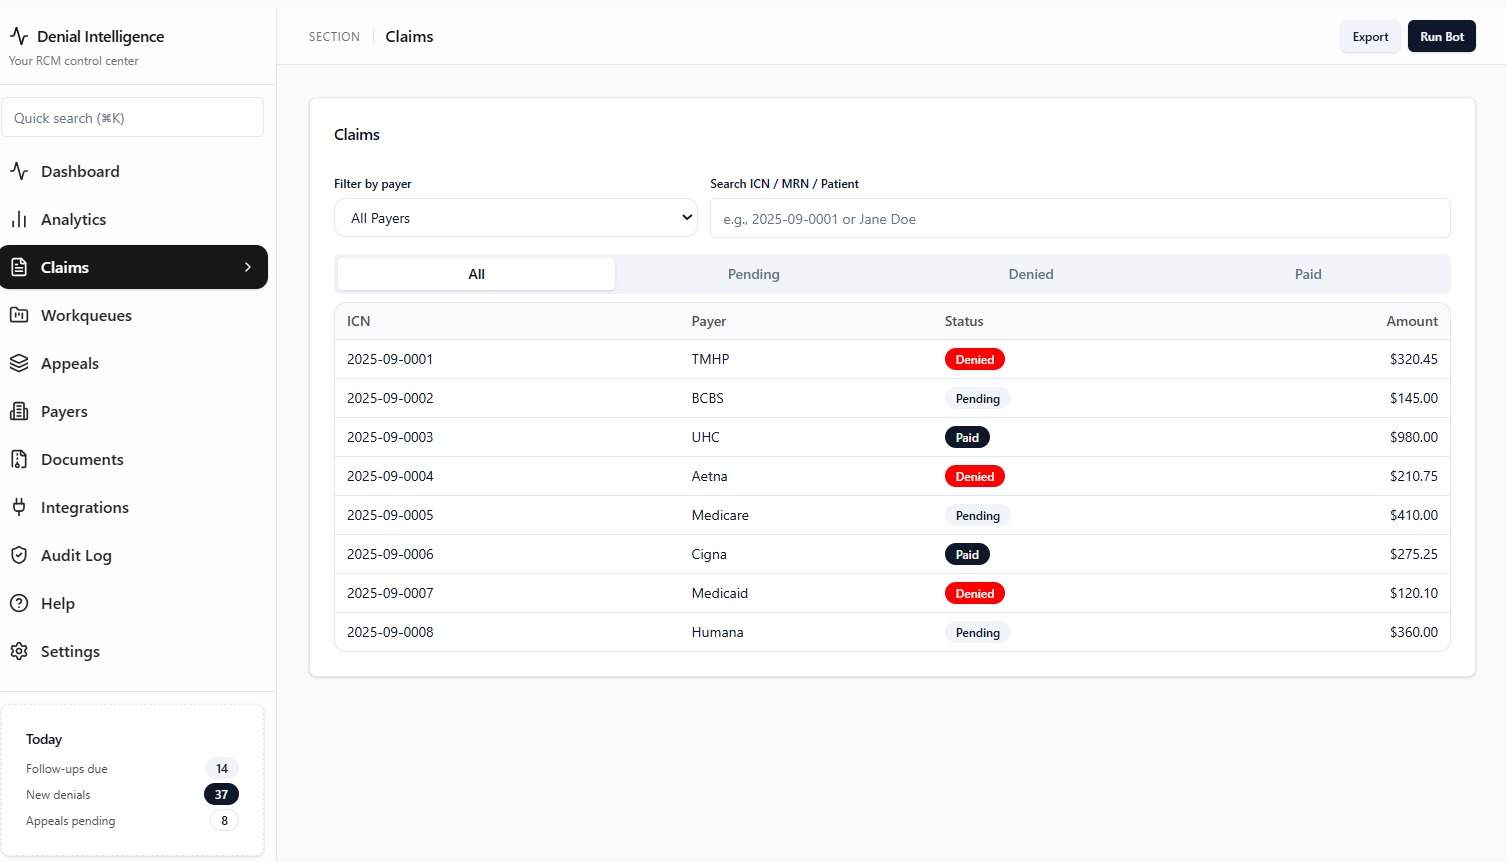 Denial Intelligence
Your RCM control center
Quick search (⌘K)
Dashboard
Analytics
Claims
Workqueues
Appeals
Payers
Documents
Integrations
Audit Log
Help
Settings
Today
Follow-ups due 14
New denials 37
Appeals pending 8
SECTION Claims Export Run Bot
Claims
Filter by payer Search ICN / MRN / Patient
All Payers e.g., 2025-09-0001 or Jane Doe
All Pending Denied Paid
ICN Payer Status Amount
2025-09-0001 TMHP Denied $320.45
2025-09-0002 BCBS Pending $145.00
2025-09-0003 UHC Paid $980.00
2025-09-0004 Aetna Denied $210.75
2025-09-0005 Medicare Pending $410.00
2025-09-0006 Cigna Paid $275.25
2025-09-0007 Medicaid Denied $120.10
2025-09-0008 Humana Pending $360.00